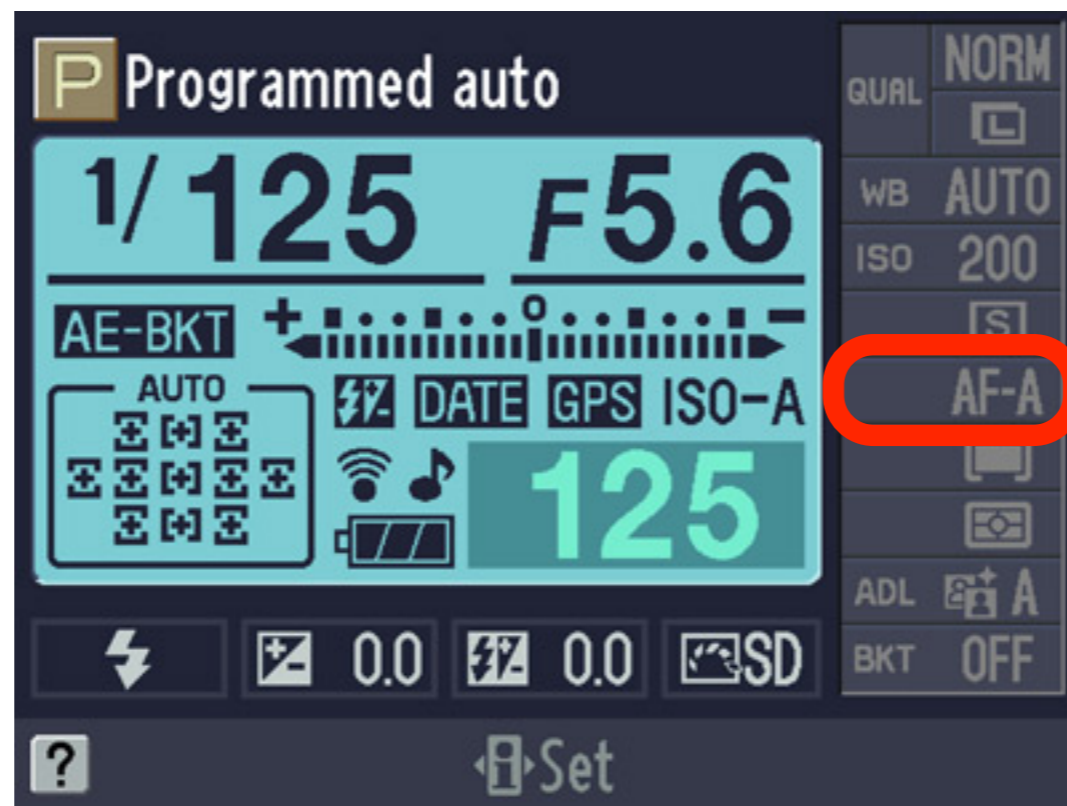 P Programmed auto
1/125 F5.6
AE-BKT + 0 -
AUTO
DATE GPS ISO-A
125
0.0 0.0 SD
? i Set
QUAL NORM
L
WB AUTO
ISO 200
S
AF-A
ADL A
BKT OFF